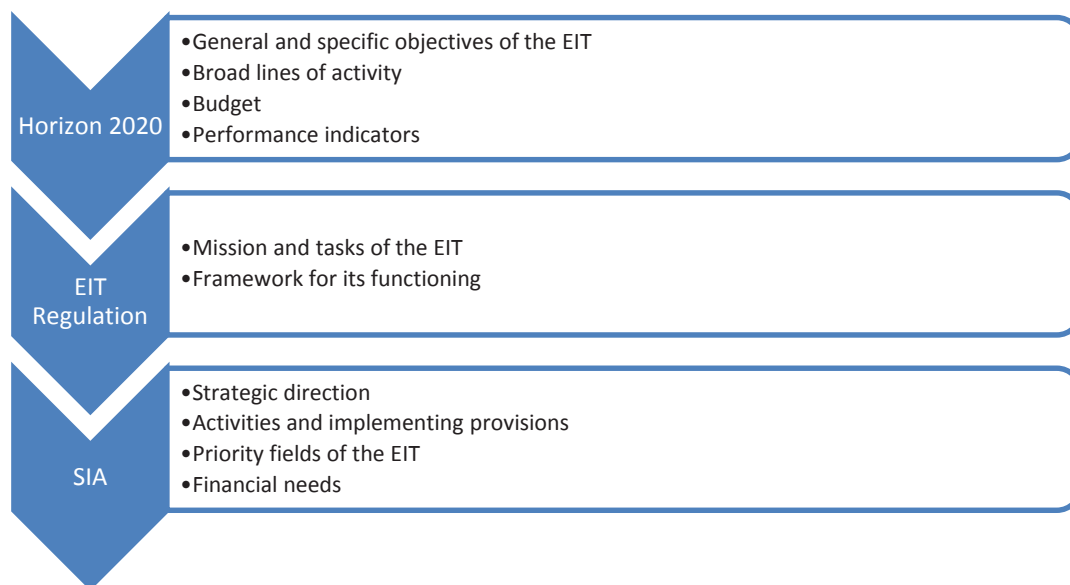 Horizon 2020
•General and specific objectives of the EIT
•Broad lines of activity
•Budget
•Performance indicators
EIT
Regulation
•Mission and tasks of the EIT
•Framework for its functioning
SIA
•Strategic direction
•Activities and implementing provisions
•Priority fields of the EIT
•Financial needs